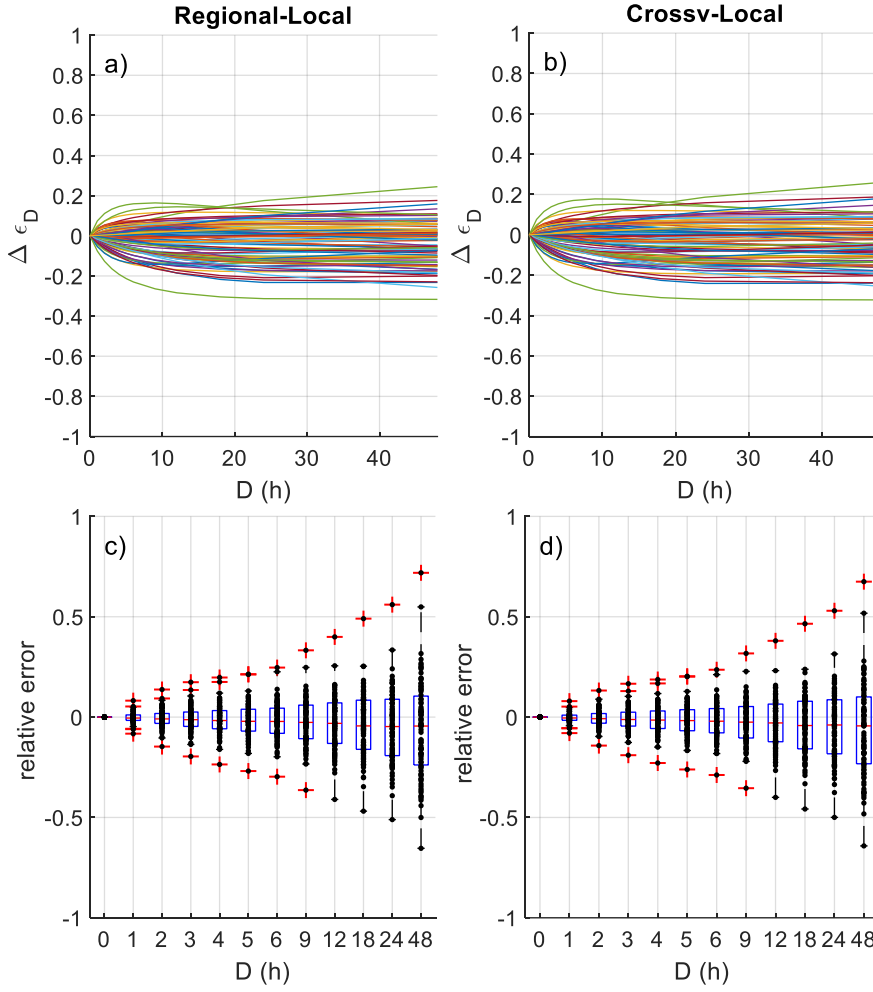 Regional-Local
Crossv-Local
a)
b)
1
0.8
0.6
0.4
0.2
0
-0.2
-0.4
-0.6
-0.8
-1
Δ ϵD
0 10 20 30 40
D (h)
1
0.8
0.6
0.4
0.2
0
-0.2
-0.4
-0.6
-0.8
-1
0 10 20 30 40
D (h)
c)
1
0.5
0
-0.5
-1
relative error
0 1 2 3 4 5 6 9 12 18 24 48
D (h)
d)
1
0.5
0
-0.5
-1
relative error
0 1 2 3 4 5 6 9 12 18 24 48
D (h)